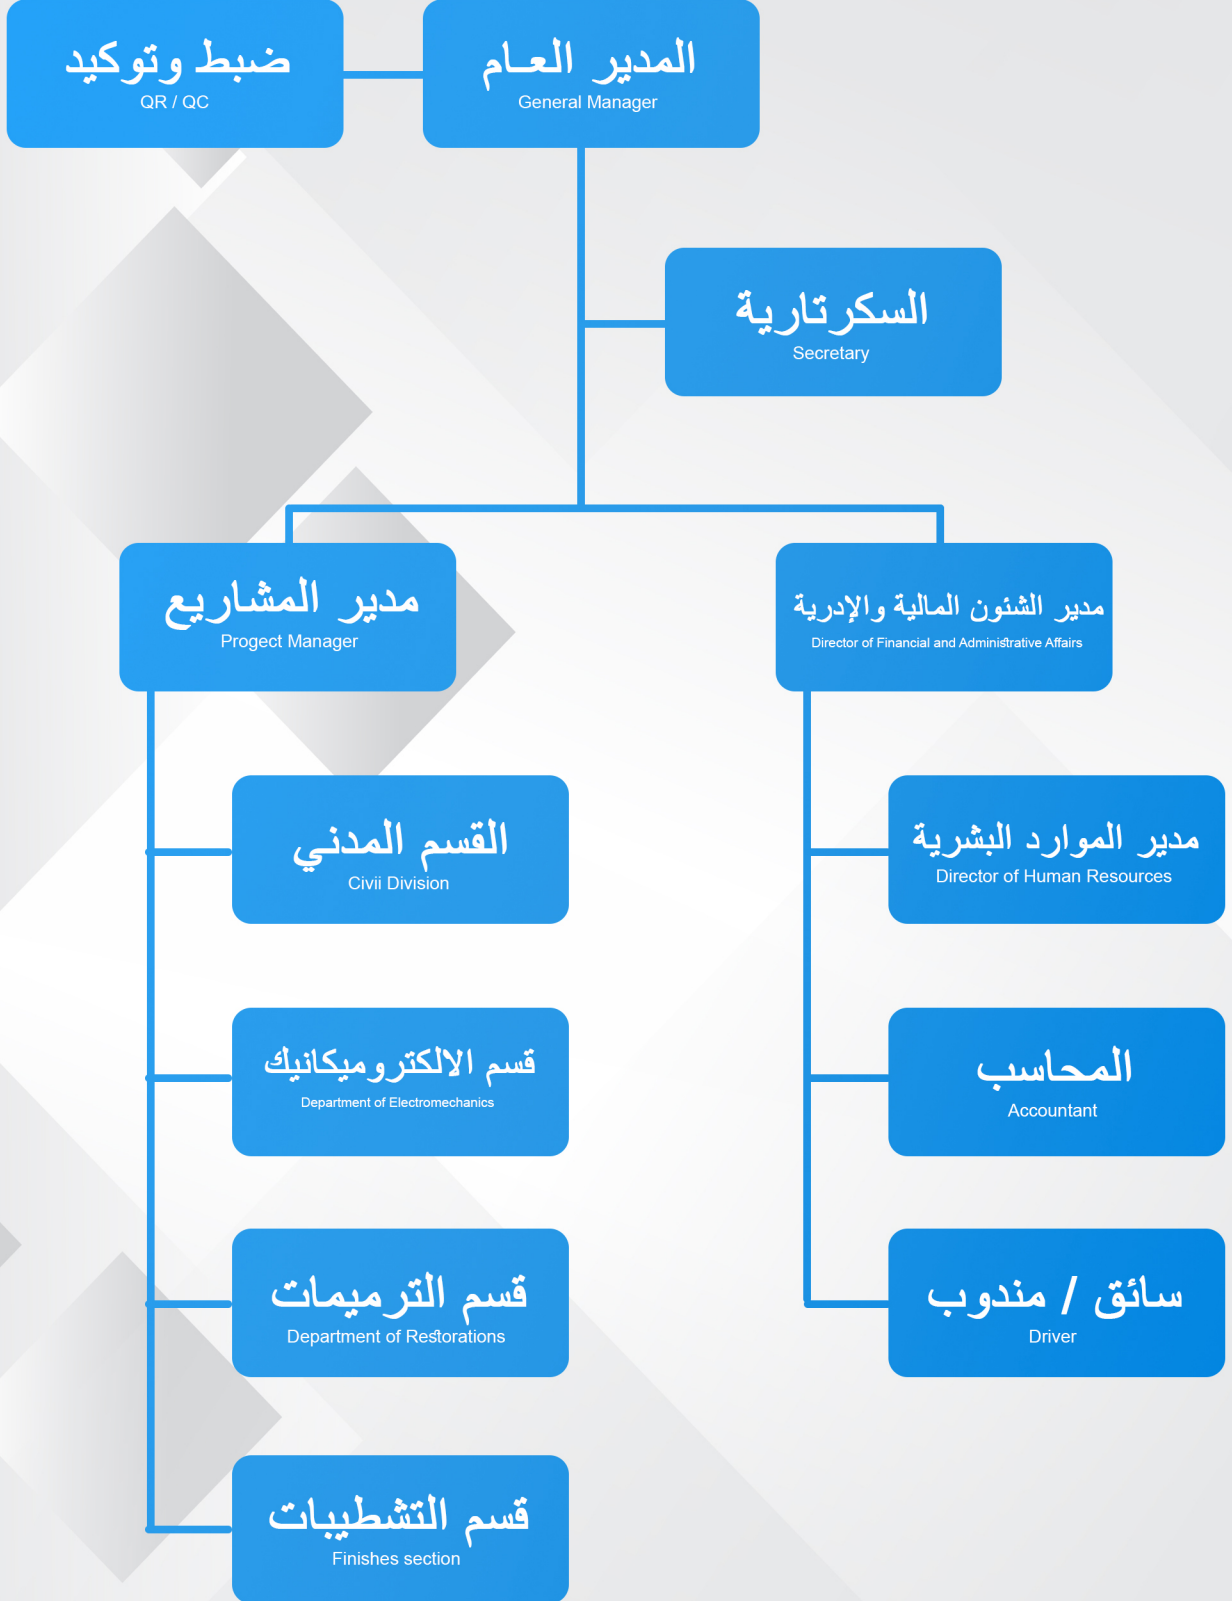 ضبط وتوكيد
QR / QC
المدير العام
General Manager
السكرتارية
Secretary
مدير المشاريع
Progect Manager
مدير الشئون المالية والإدرية
Director of Financial and Administrative Affairs
القسم المدني
Civii Division
مدير الموارد البشرية
Director of Human Resources
قسم الالكتروميكانيك
Department of Electromechanics
المحاسب
Accountant
قسم الترميمات
Department of Restorations
سائق / مندوب
Driver
قسم التشطيبات
Finishes section